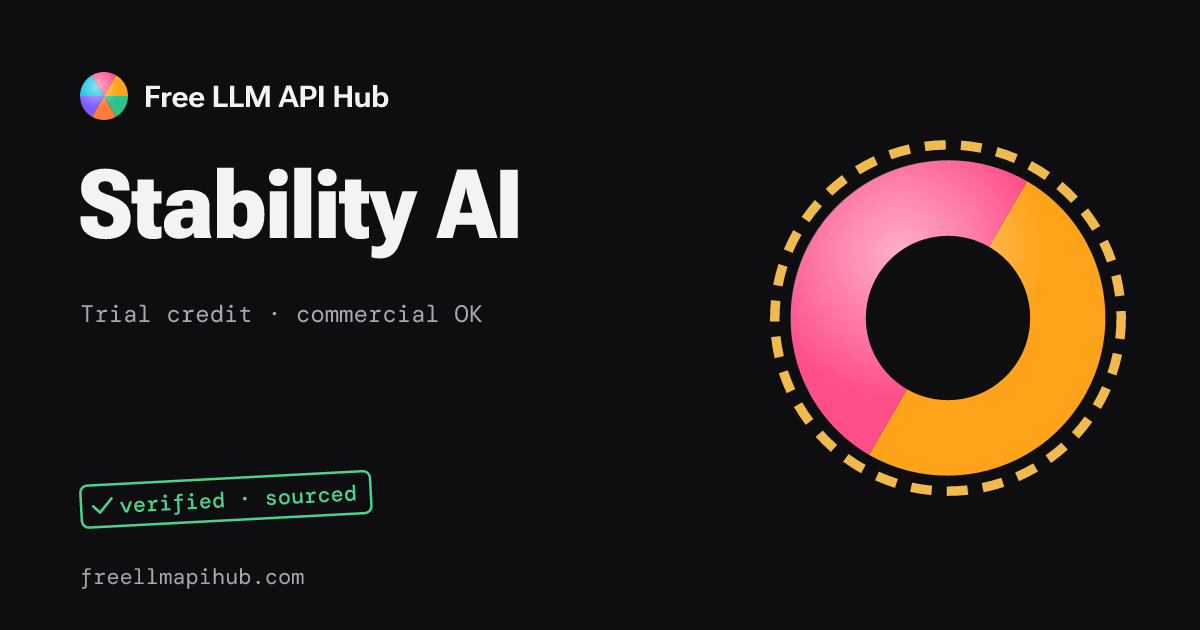 Free LLM API Hub
Stability AI
Trial credit · commercial OK
verified · sourced
freellmapihub.com